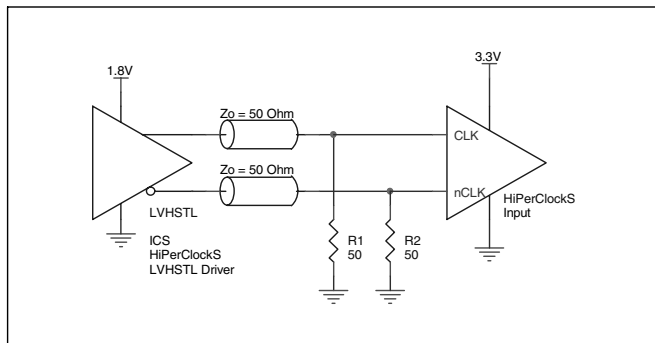 1.8V
3.3V
Zo = 50 Ohm
CLK
Zo = 50 Ohm
nCLK
HiPerClockS
Input
LVHSTL
ICS
HiPerClockS
LVHSTL Driver
R1
50
R2
50